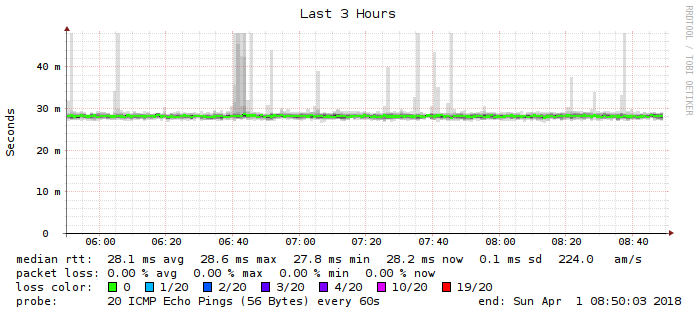 Last 3 Hours
RRDTOOL / TOBI OETIKER
Seconds
40 m
30 m
20 m
10 m
0
06:00 06:20 06:40 07:00 07:20 07:40 08:00 08:20 08:40
median rtt: 28.1 ms avg 28.6 ms max 27.8 ms min 28.2 ms now 0.1 ms sd 224.0 am/s
packet loss: 0.00 % avg 0.00 % max 0.00 % min 0.00 % now
loss color: 0 1/20 2/20 3/20 4/20 10/20 19/20
probe: 20 ICMP Echo Pings (56 Bytes) every 60s end: Sun Apr 1 08:50:03 2018